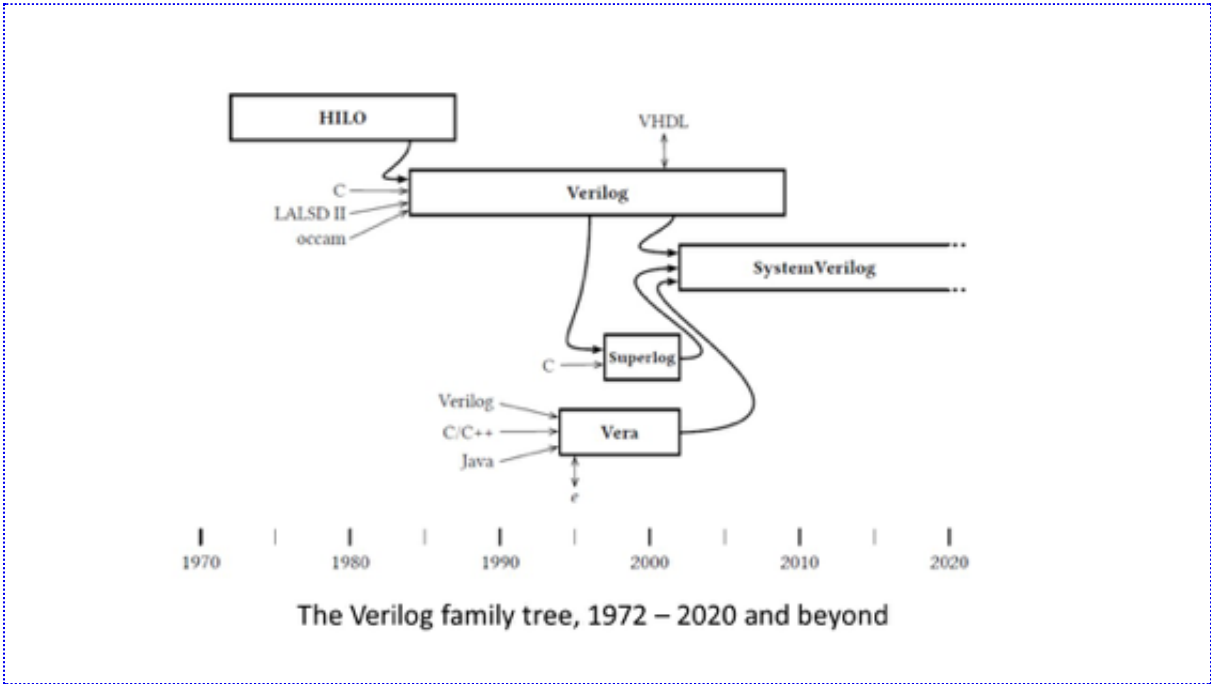 HILO
VHDL
Verilog
C
LALSD II
occam
SystemVerilog
Superlog
C
Verilog
C/C++
Java
Vera
e
1970 1980 1990 2000 2010 2020
The Verilog family tree, 1972 – 2020 and beyond